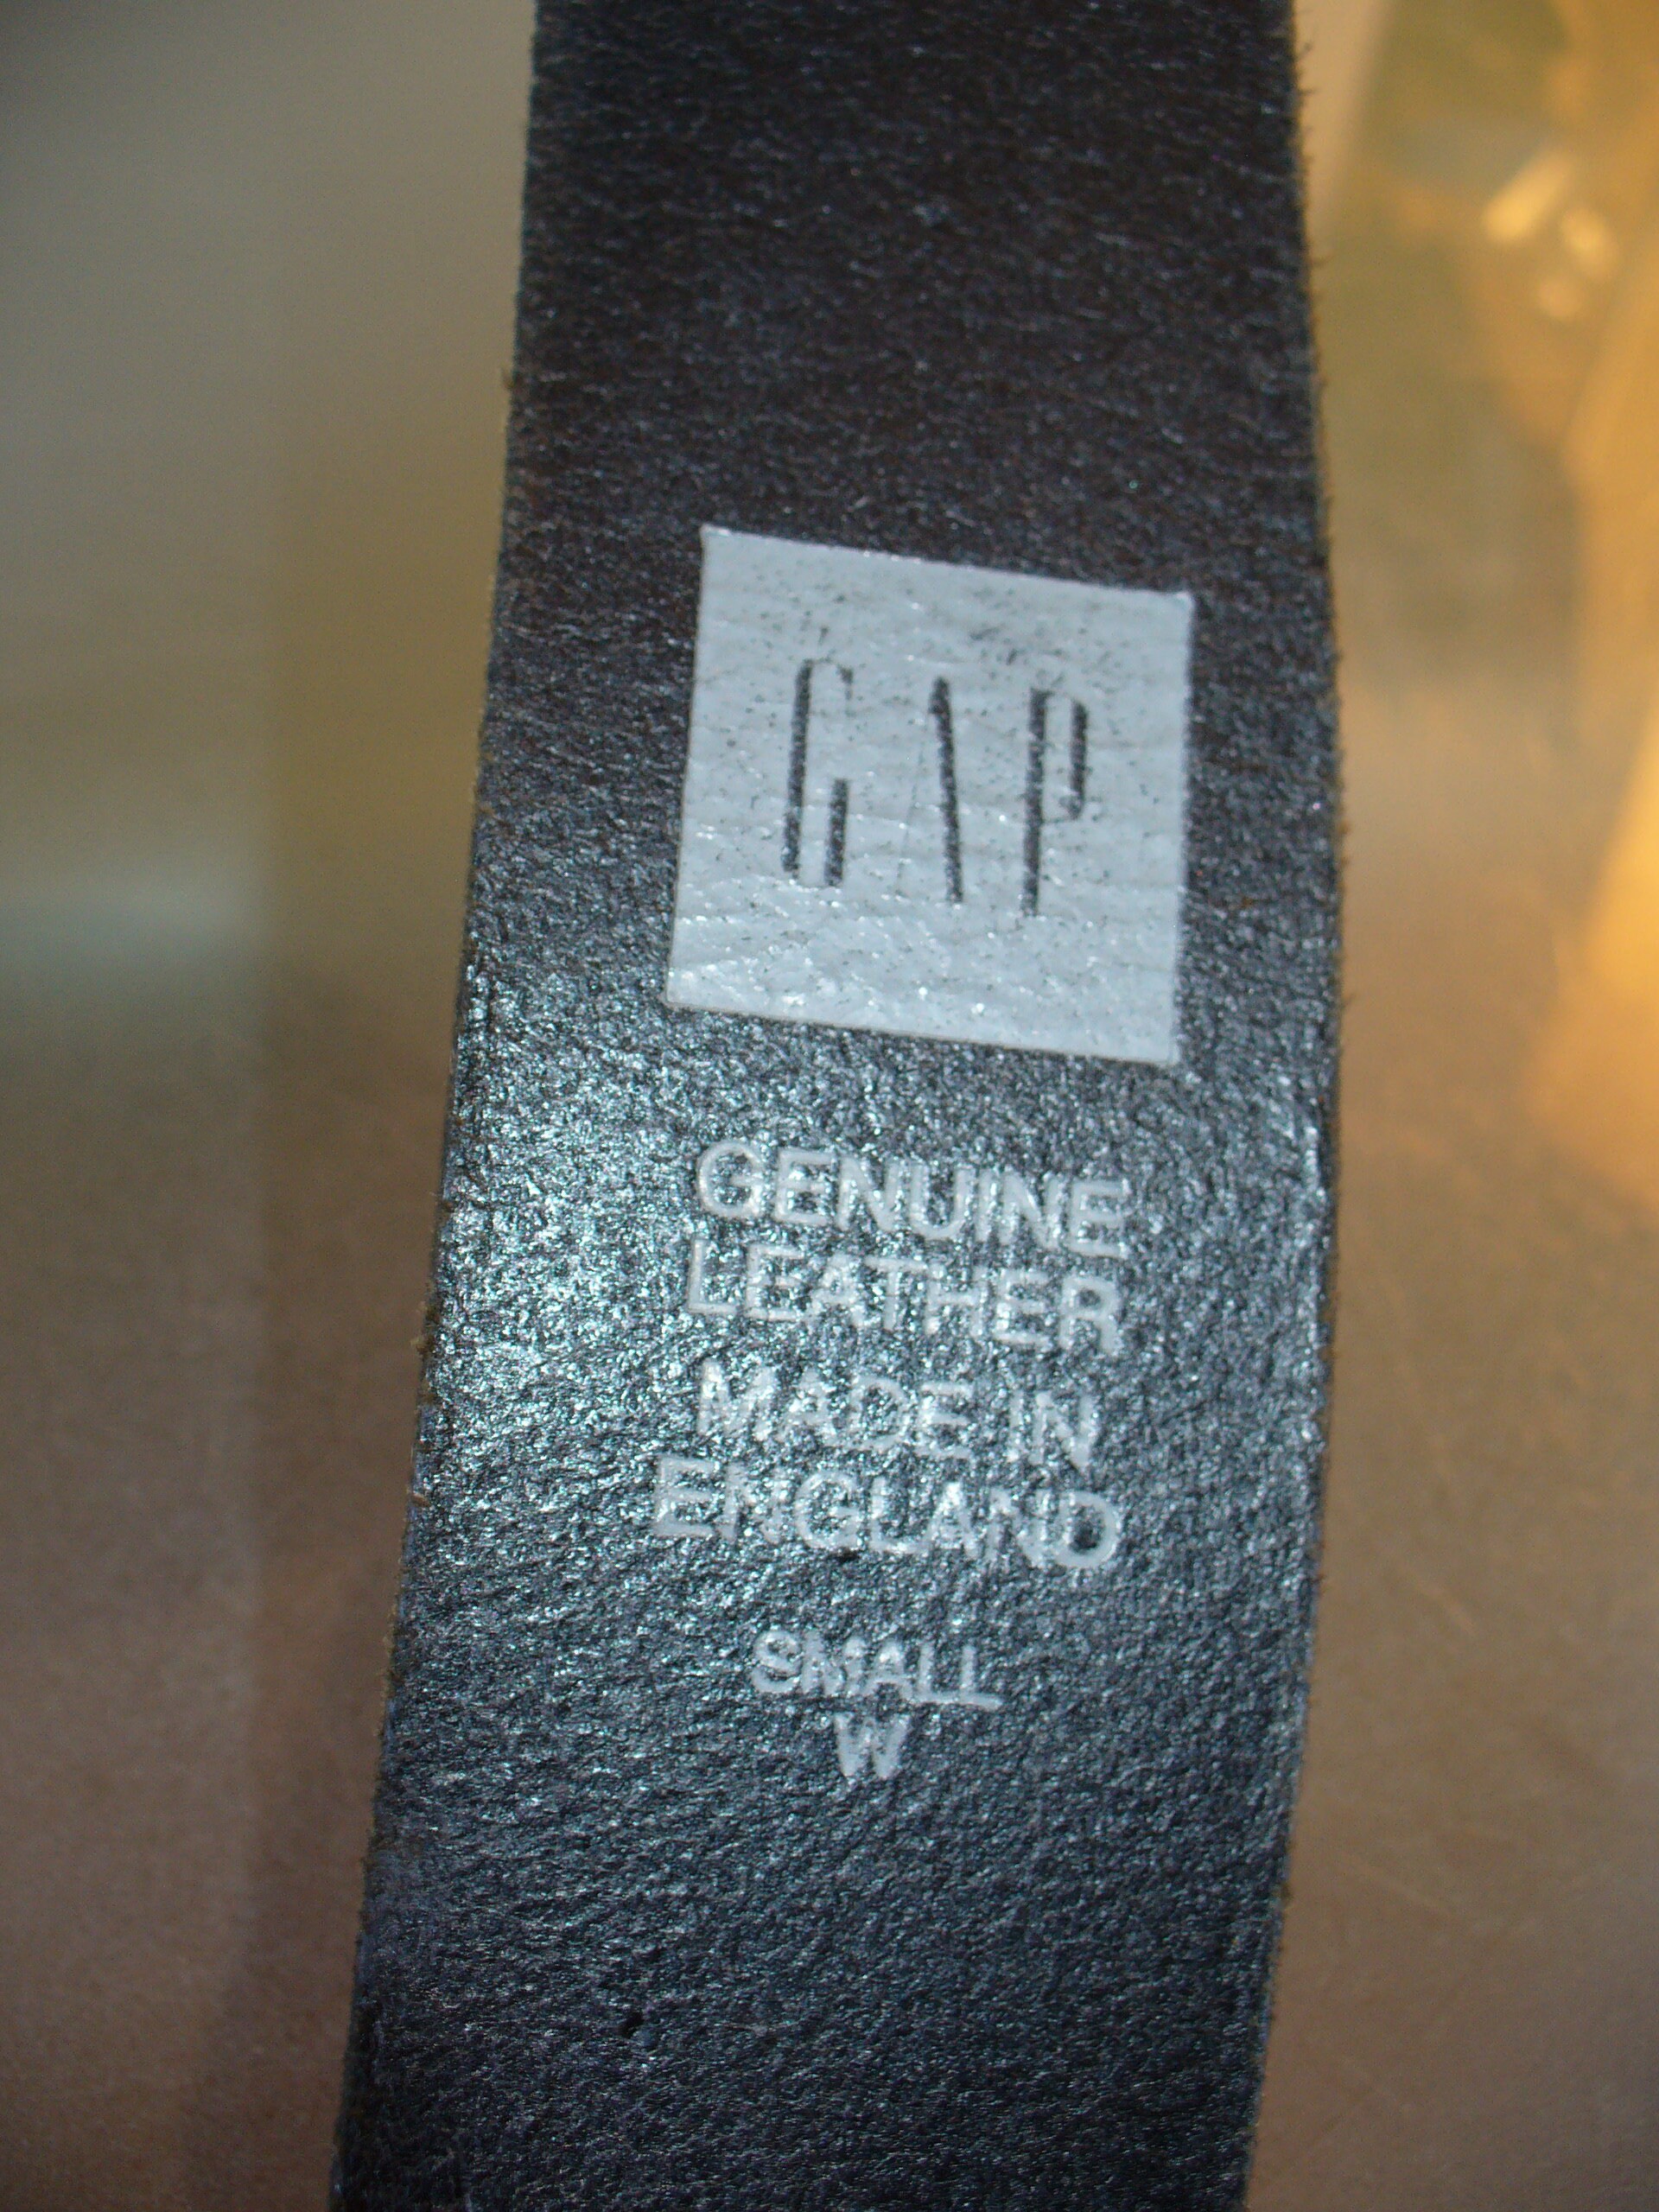 GAP
GENUINE
LEATHER
MADE IN
ENGLAND
SMALL
W